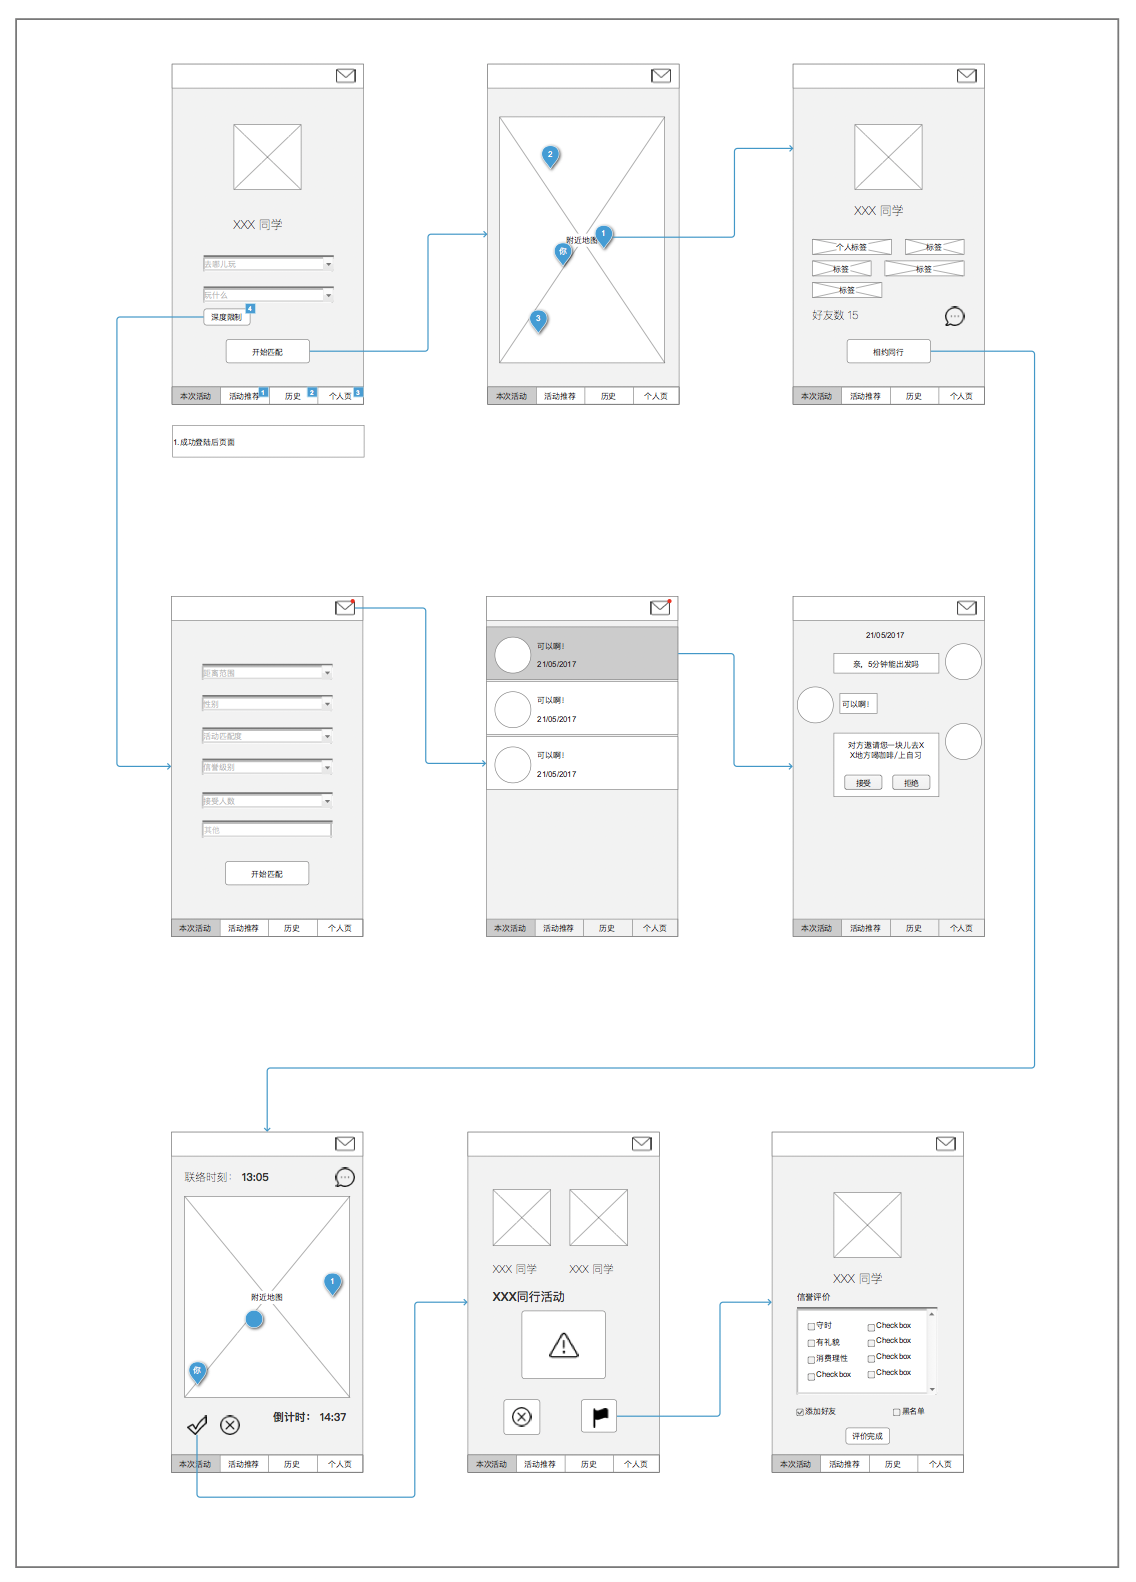 XXX 同学
去哪儿玩
玩什么
深度限制
4
开始匹配
本次活动 活动推荐 1 历史 2 个人页 3
1.成功登陆后页面
2
附近地图
1
你
3
本次活动 活动推荐 历史 个人页
XXX 同学
个人标签 标签
标签 标签
标签
好友数 15
相约同行
本次活动 活动推荐 历史 个人页
距离范围
性别
活动匹配度
信誉级别
接受人数
其他
开始匹配
本次活动 活动推荐 历史 个人页
可以啊!
21/05/2017
可以啊!
21/05/2017
可以啊!
21/05/2017
本次活动 活动推荐 历史 个人页
21/05/2017
亲，5分钟能出发吗
可以啊!
对方邀请您一块儿去X
X地方喝咖啡/上自习
接受 拒绝
本次活动 活动推荐 历史 个人页
联络时刻： 13:05
1
附近地图
你
倒计时： 14:37
本次活动 活动推荐 历史 个人页
XXX 同学 XXX 同学
XXX同行活动
本次活动 活动推荐 历史 个人页
XXX 同学
信誉评价
守时 Checkbox
有礼貌 Checkbox
消费理性 Checkbox
Checkbox Checkbox
添加好友 黑名单
评价完成
本次活动 活动推荐 历史 个人页